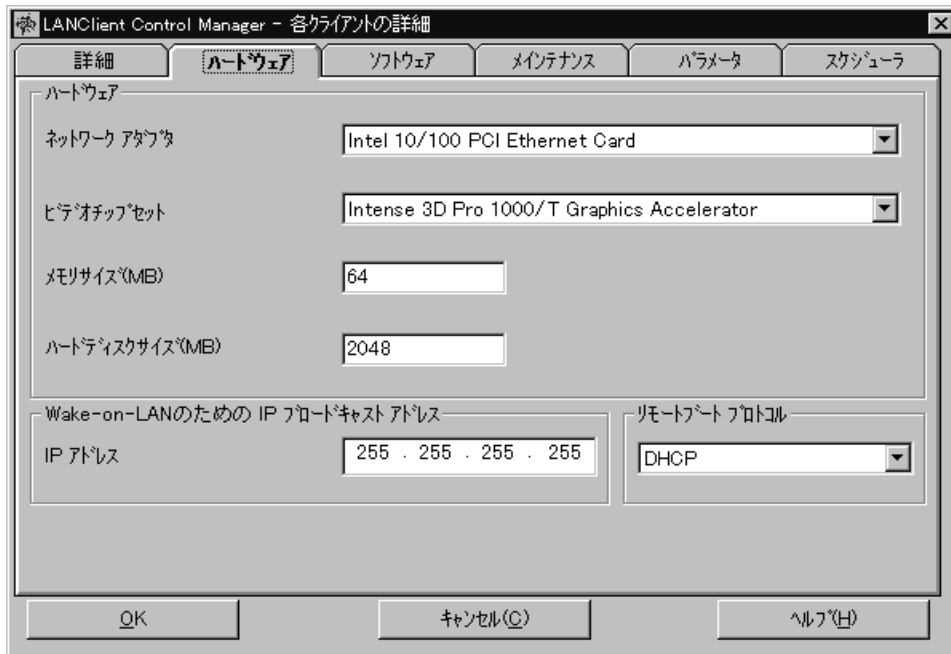 LANClient Control Manager - 各クライアントの詳細
詳細 ハードウェア ソフトウェア メインテナンス パラメータ スケジューラ
ハードウェア
ネットワーク アダプタ Intel 10/100 PCI Ethernet Card
ビデオチップセット Intense 3D Pro 1000/T Graphics Accelerator
メモリサイズ(MB) 64
ハードディスクサイズ(MB) 2048
Wake-on-LANのための IP ブロードキャスト アドレス リモートブート プロトコル
IP アドレス 255 . 255 . 255 . 255 DHCP
OK キャンセル(C) ヘルプ(H)